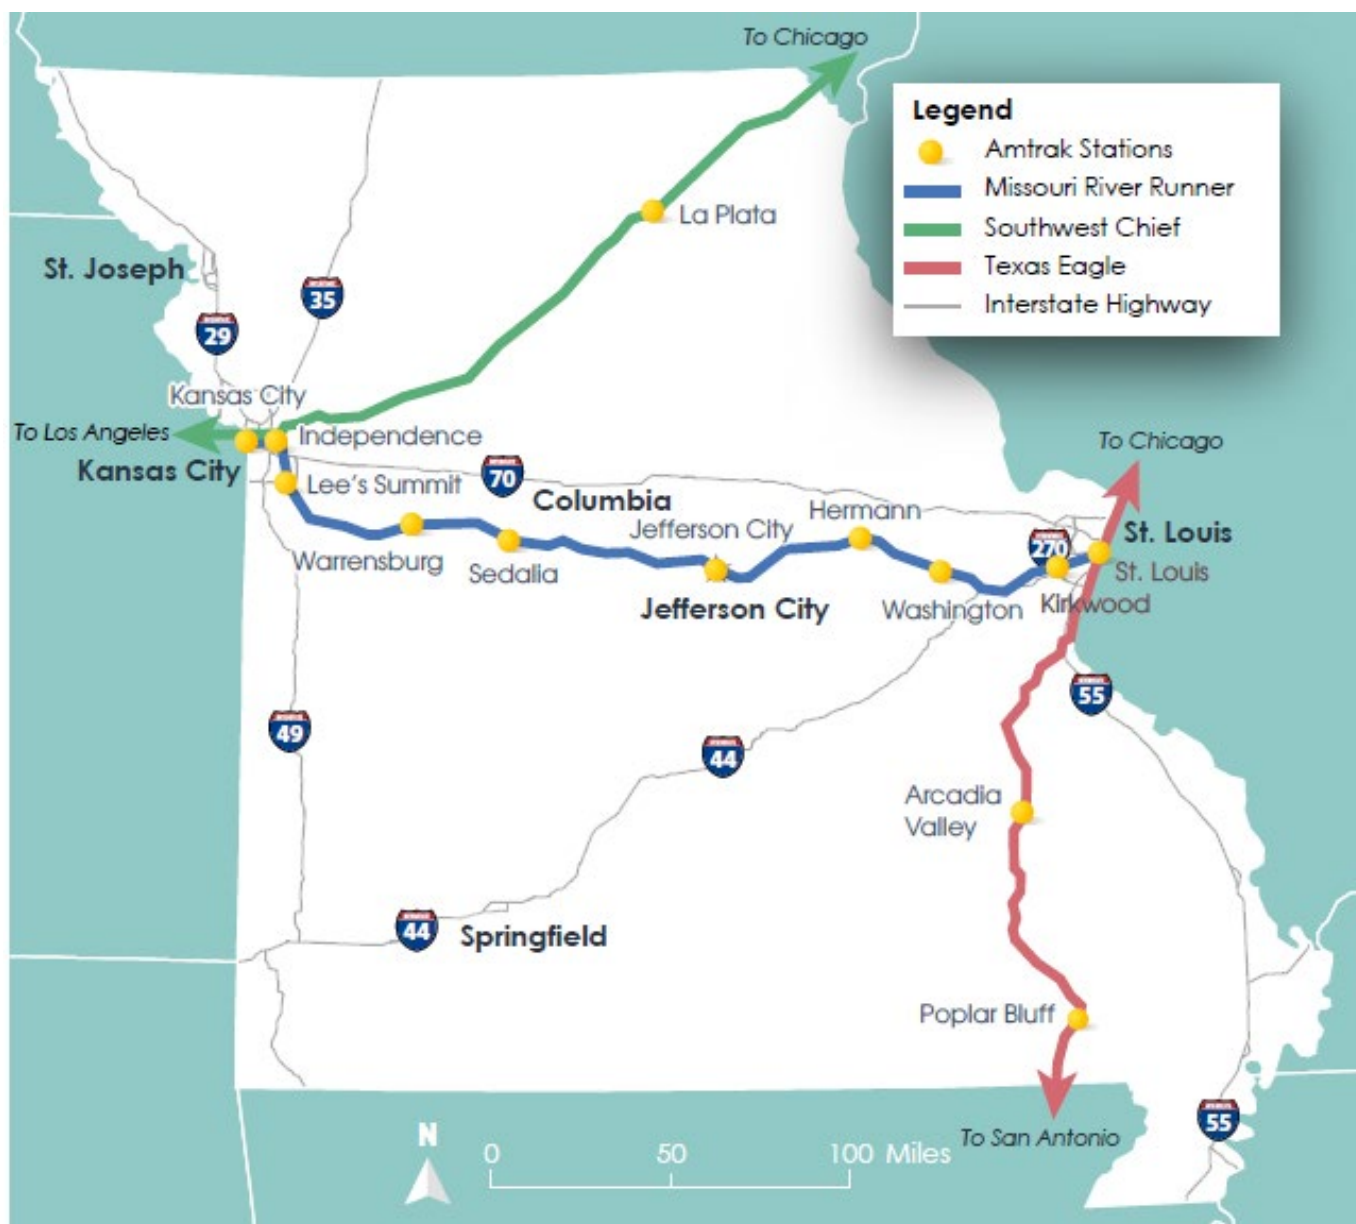 To Chicago
Legend
Amtrak Stations
Missouri River Runner
Southwest Chief
Texas Eagle
Interstate Highway
La Plata
St. Joseph
35
29
Kansas City
To Los Angeles
Independence
Kansas City
Lee's Summit
70
Columbia
Jefferson City
Hermann
To Chicago
270
St. Louis
St. Louis
Warrensburg
Sedalia
Jefferson City
Washington
Kirkwood
55
49
44
Arcadia
Valley
44
Springfield
Poplar Bluff
55
To San Antonio
N
0 50 100 Miles